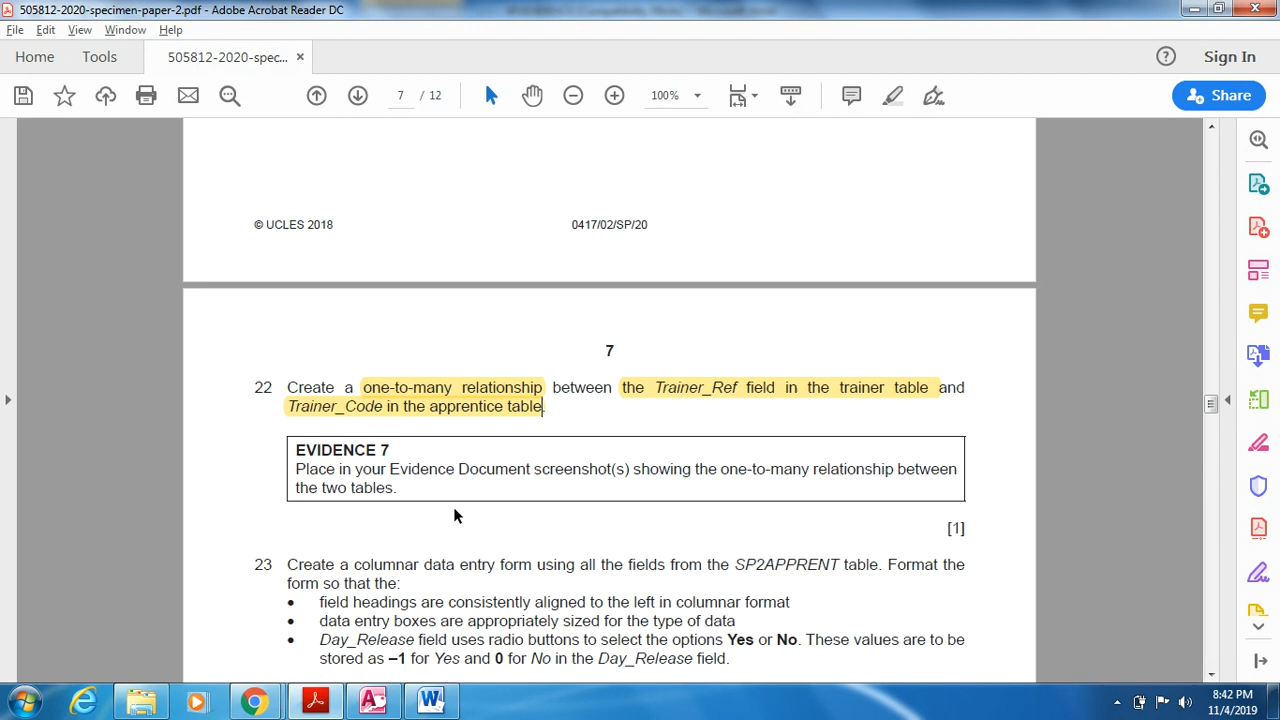 505812-2020-specimen-paper-2.pdf - Adobe Acrobat Reader DC
File Edit View Window Help
Home Tools 505812-2020-spec... × Sign In
7 / 12 100% Share
© UCLES 2018 0417/02/SP/20
7
22 Create a one-to-many relationship between the Trainer_Ref field in the trainer table and
Trainer_Code in the apprentice table.
EVIDENCE 7
Place in your Evidence Document screenshot(s) showing the one-to-many relationship between
the two tables.
[1]
23 Create a columnar data entry form using all the fields from the SP2APPRENT table. Format the
form so that the:
• field headings are consistently aligned to the left in columnar format
• data entry boxes are appropriately sized for the type of data
• Day_Release field uses radio buttons to select the options Yes or No. These values are to be
stored as –1 for Yes and 0 for No in the Day_Release field.
8:42 PM
11/4/2019